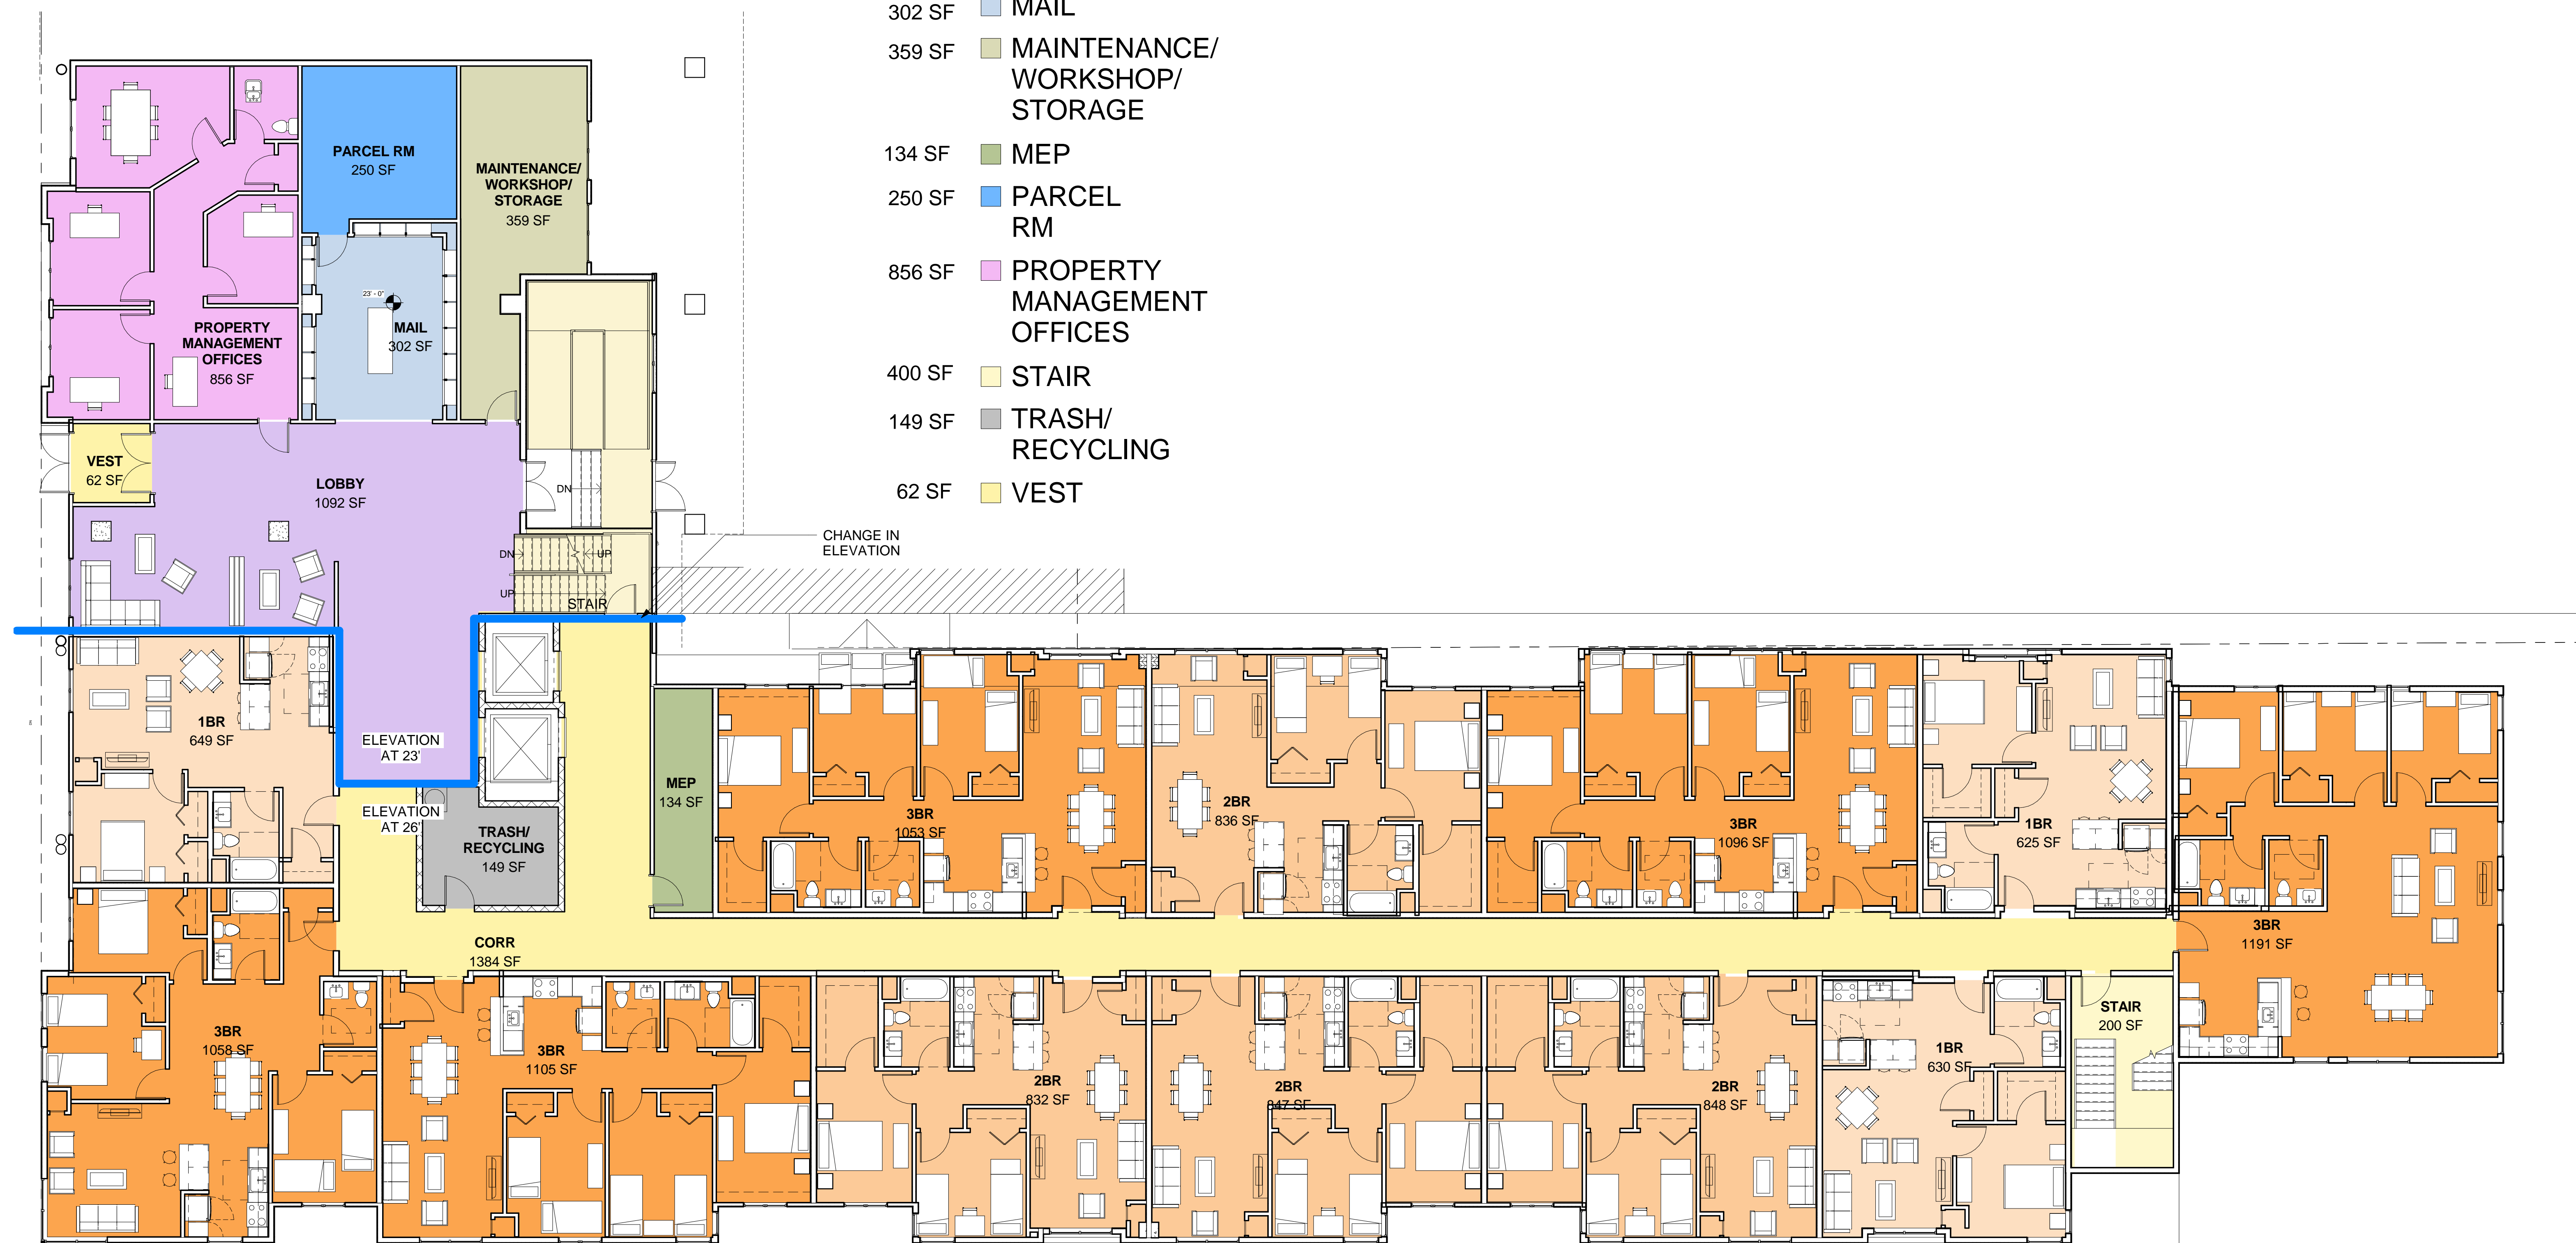 302 SF MAIL
359 SF MAINTENANCE/
WORKSHOP/
STORAGE
134 SF MEP
250 SF PARCEL
RM
856 SF PROPERTY
MANAGEMENT
OFFICES
400 SF STAIR
149 SF TRASH/
RECYCLING
62 SF VEST
PARCEL RM
250 SF
MAINTENANCE/
WORKSHOP/
STORAGE
359 SF
23' - 0"
MAIL
302 SF
PROPERTY
MANAGEMENT
OFFICES
856 SF
VEST
62 SF
LOBBY
1092 SF
DN
DN
UP
UP
STAIR
CHANGE IN
ELEVATION
1BR
649 SF
ELEVATION
AT 23'
ELEVATION
AT 26'
TRASH/
RECYCLING
149 SF
MEP
134 SF
3BR
1053 SF
2BR
836 SF
3BR
1096 SF
1BR
625 SF
3BR
1191 SF
CORR
1384 SF
3BR
1058 SF
3BR
1105 SF
2BR
832 SF
2BR
847 SF
2BR
848 SF
1BR
630 SF
STAIR
200 SF